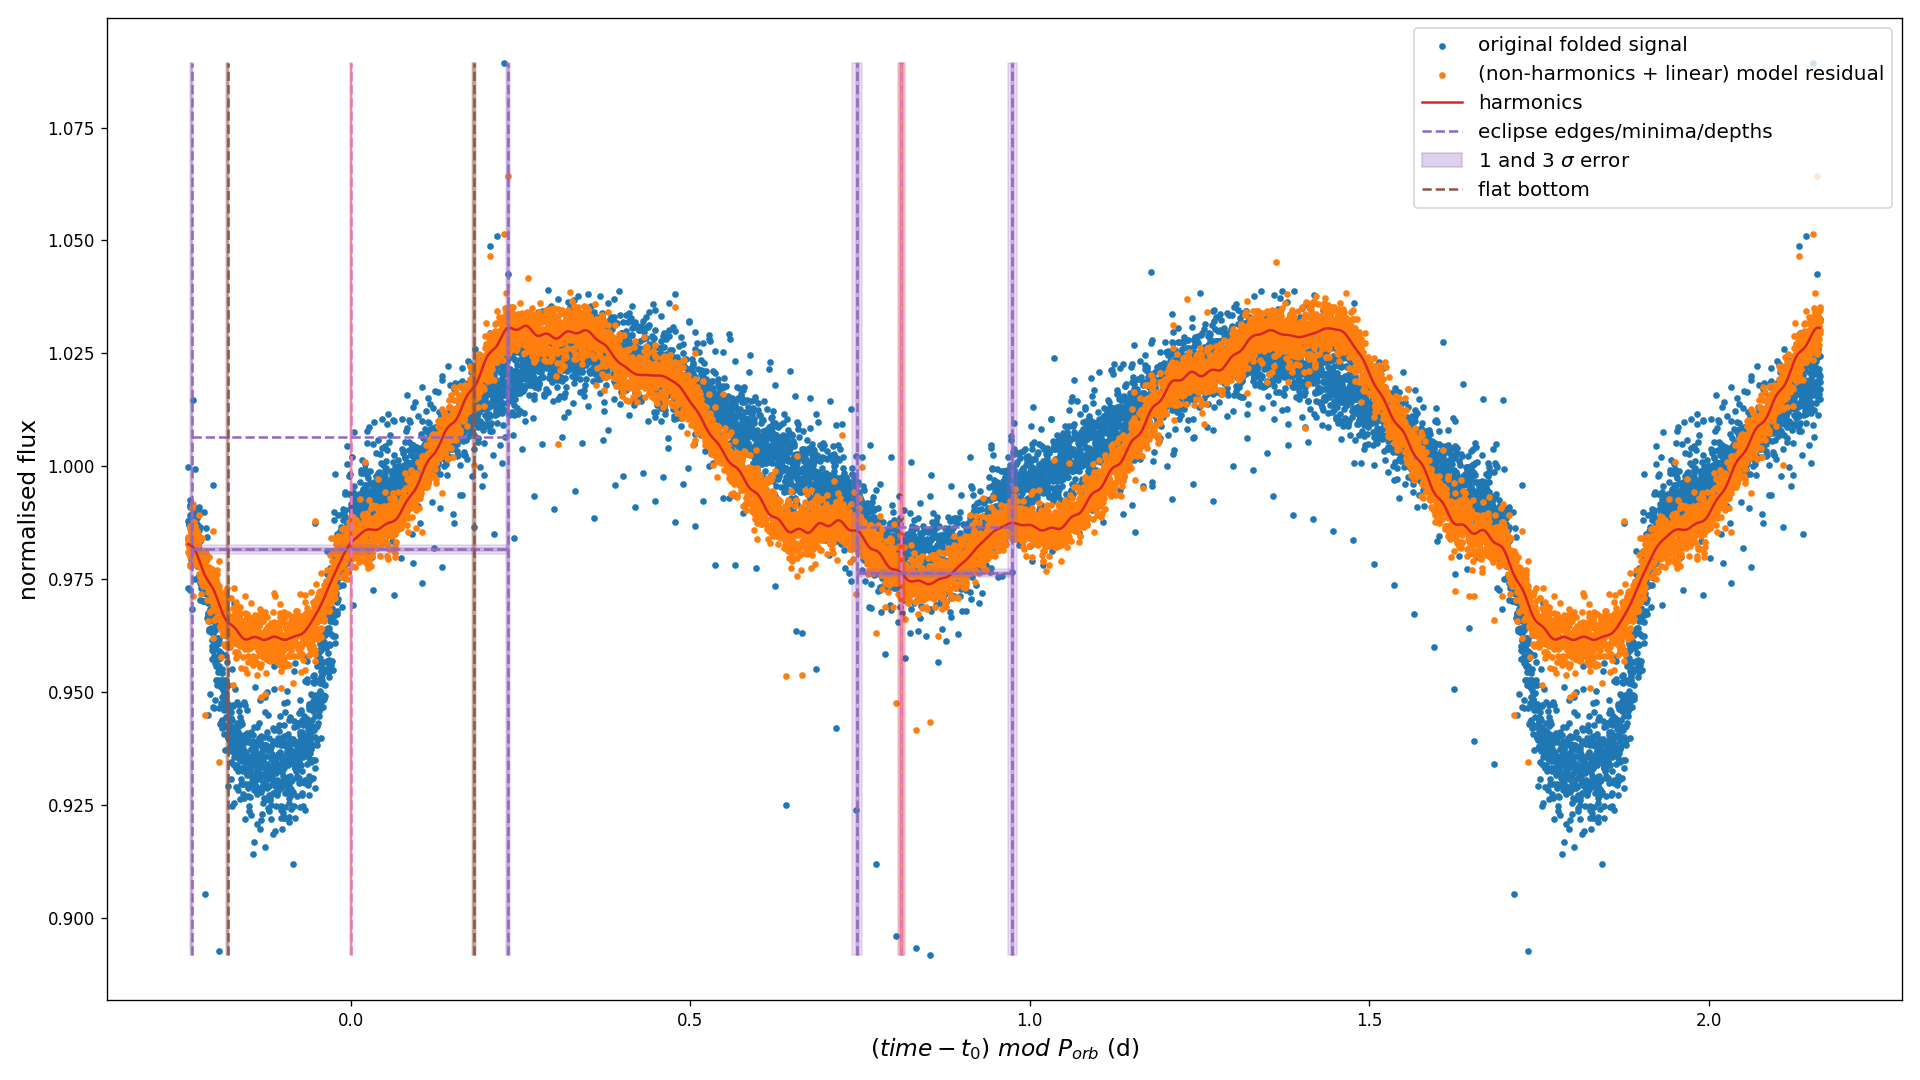 original folded signal
(non-harmonics + linear) model residual
harmonics
eclipse edges/minima/depths
1 and 3 σ error
flat bottom
normalised flux
1.075
1.050
1.025
1.000
0.975
0.950
0.925
0.900
0.0
0.5
1.0
1.5
2.0
(time − t₀) mod Pₒᵣb (d)